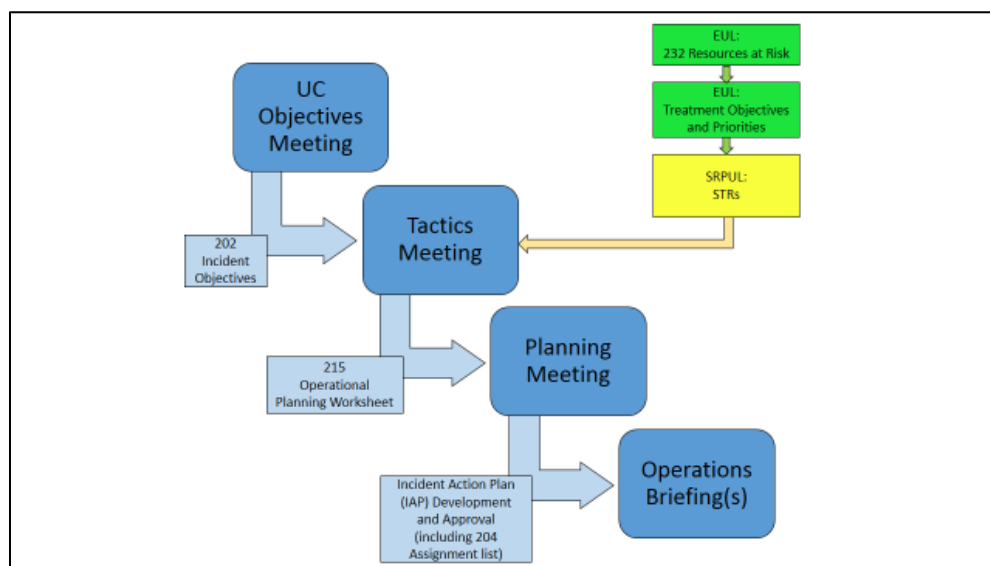 UC
Objectives
Meeting
EUL:
232 Resources at Risk
EUL:
Treatment Objectives
and Priorities
SRPUL:
STRs
202
Incident
Objectives
Tactics
Meeting
215
Operational
Planning Worksheet
Planning
Meeting
Incident Action Plan
(IAP) Development
and Approval
(including 204
Assignment list)
Operations
Briefing(s)